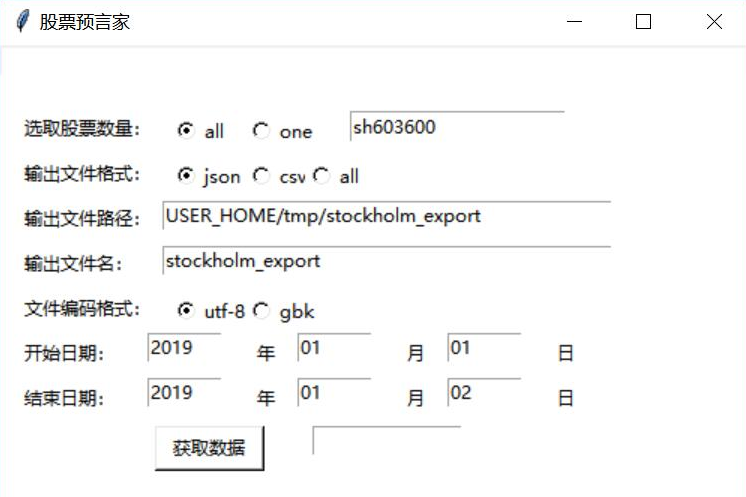 股票预言家
选取股票数量： all one sh603600
输出文件格式： json csv all
输出文件路径： USER_HOME/tmp/stockholm_export
输出文件名： stockholm_export
文件编码格式： utf-8 gbk
开始日期： 2019 年 01 月 01 日
结束日期： 2019 年 01 月 02 日
获取数据